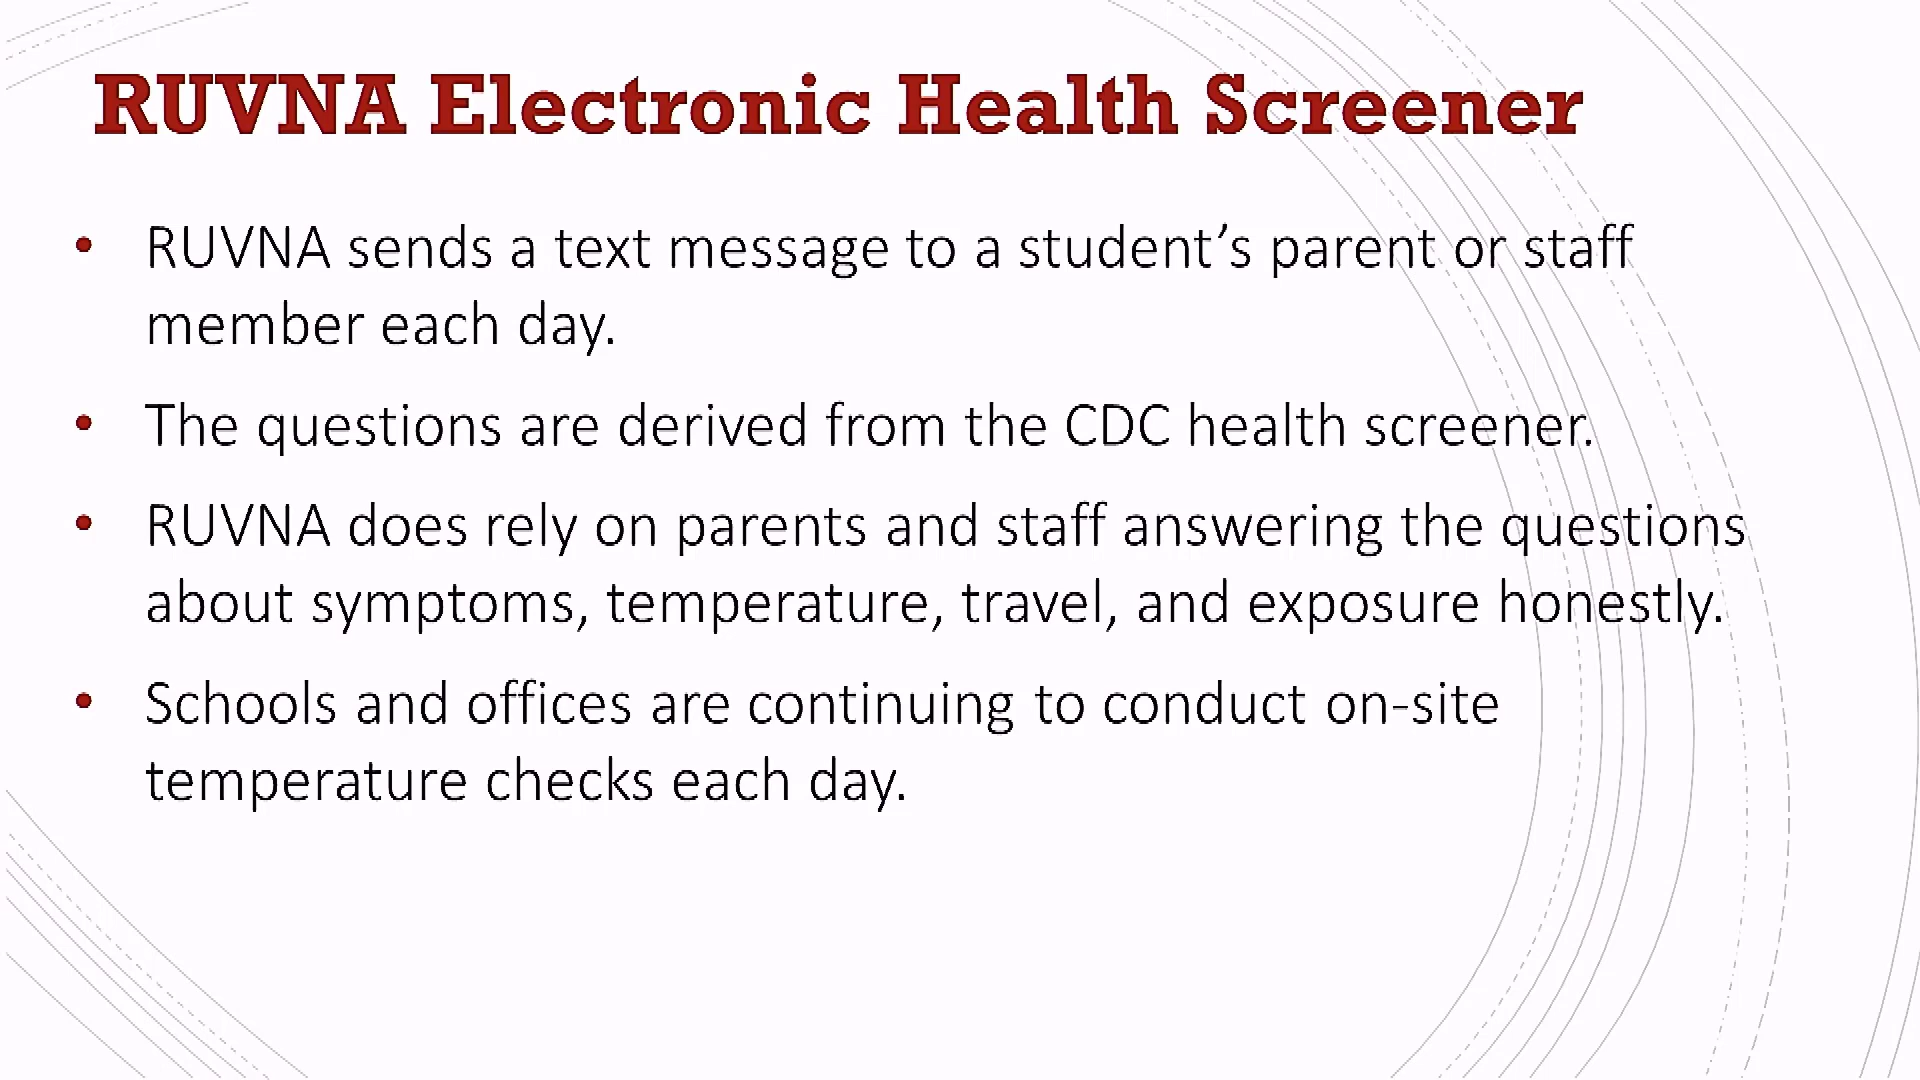 RUVNA Electronic Health Screener
• RUVNA sends a text message to a student’s parent or staff
member each day.
• The questions are derived from the CDC health screener.
• RUVNA does rely on parents and staff answering the questions
about symptoms, temperature, travel, and exposure honestly.
• Schools and offices are continuing to conduct on-site
temperature checks each day.